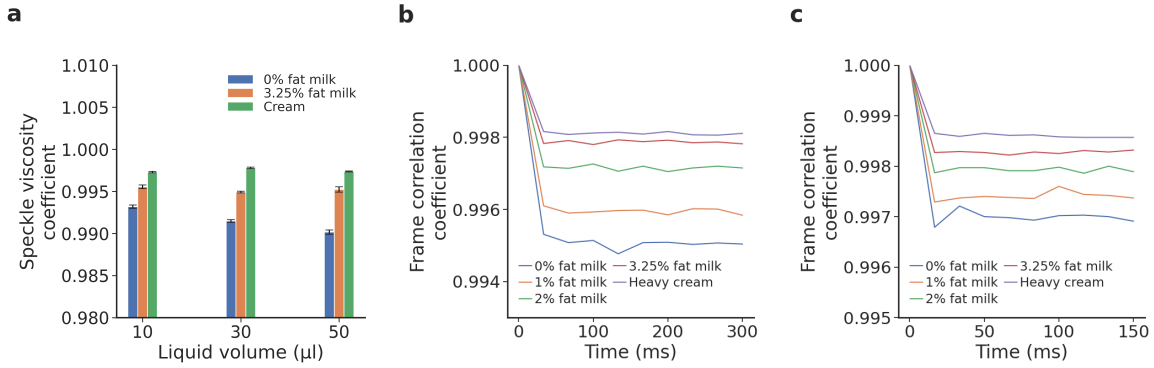 a
1.010
1.005
1.000
0.995
0.990
0.985
0.980
Speckle viscosity
coefficient
0% fat milk
3.25% fat milk
Cream
10
30
50
Liquid volume (µl)
b
1.000
0.998
0.996
0.994
Frame correlation
coefficient
0% fat milk
1% fat milk
2% fat milk
3.25% fat milk
Heavy cream
0
100
200
300
Time (ms)
c
1.000
0.999
0.998
0.997
0.996
0.995
Frame correlation
coefficient
0% fat milk
1% fat milk
2% fat milk
3.25% fat milk
Heavy cream
0
50
100
150
Time (ms)